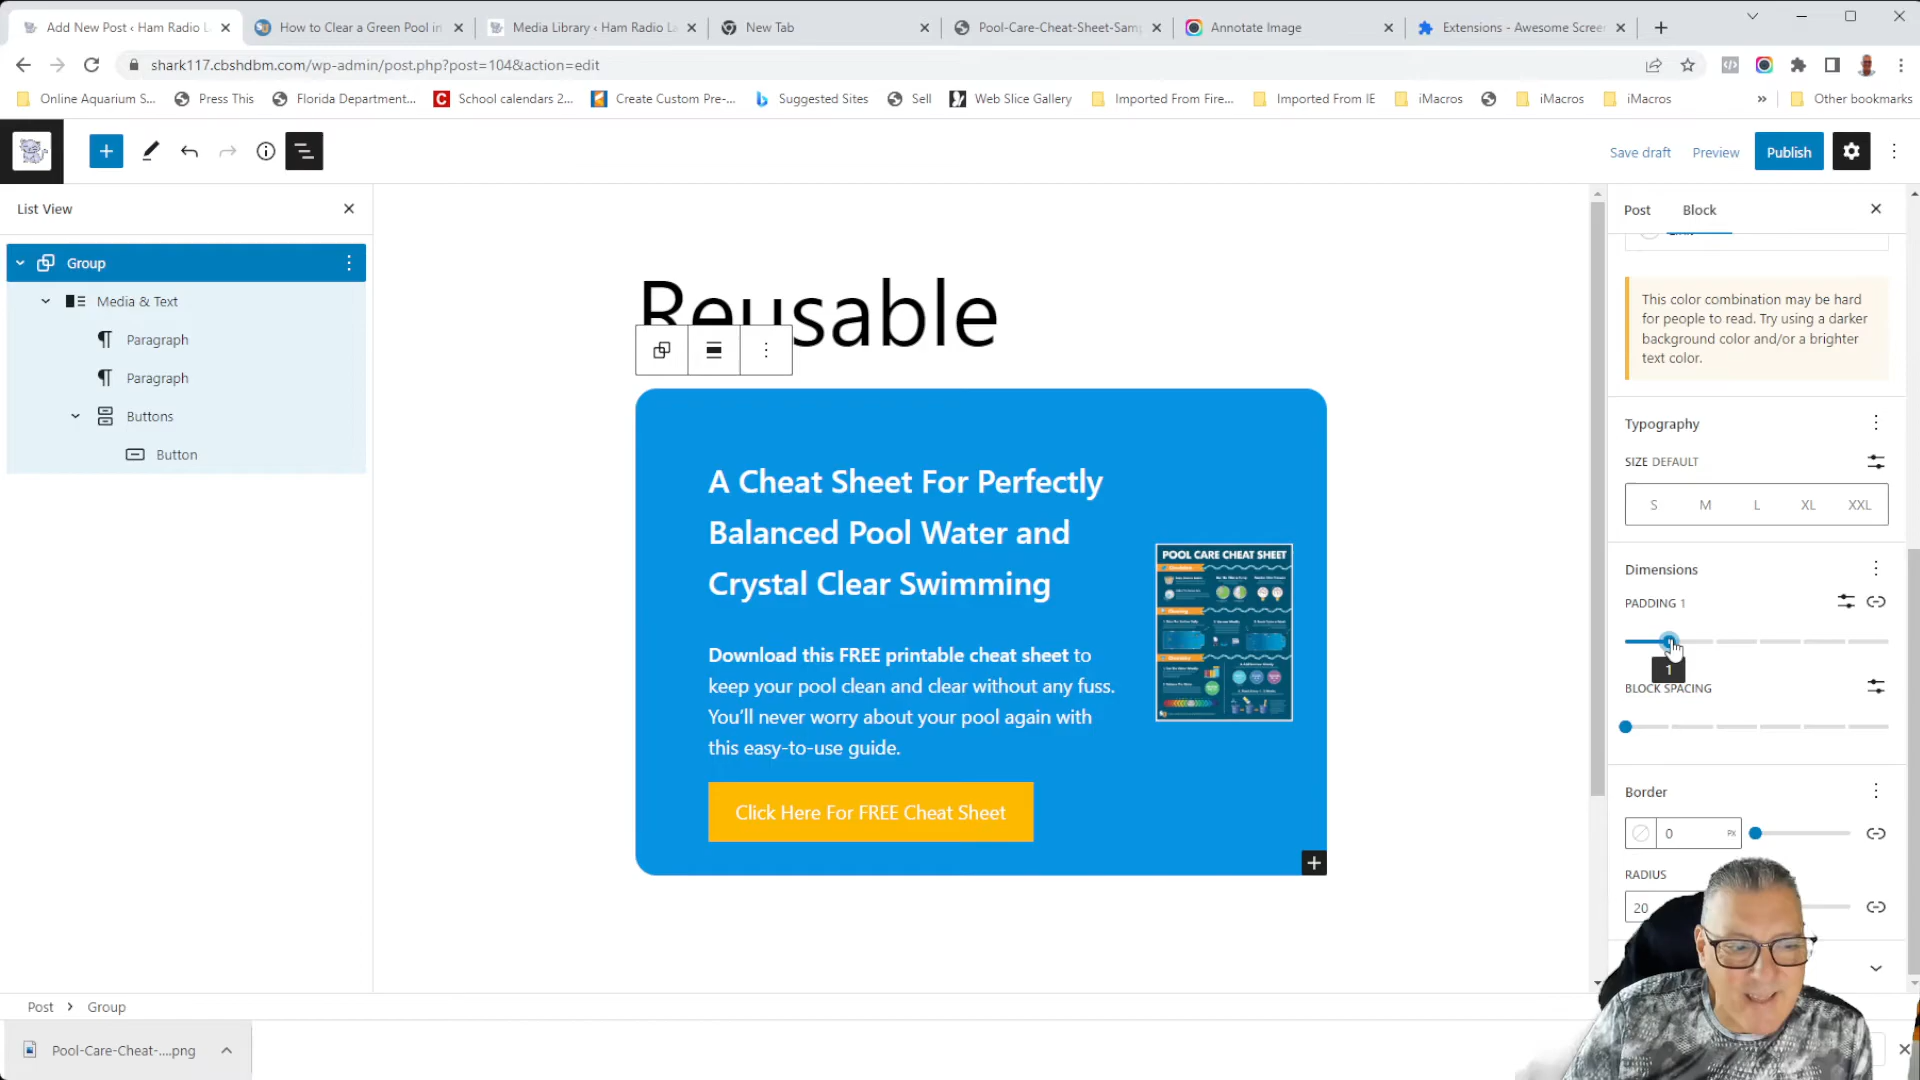 Add New Post ‹ Ham Radio L
How to Clear a Green Pool in
Media Library ‹ Ham Radio La
New Tab
Pool-Care-Cheat-Sheet-Sam
Annotate Image
Extensions - Awesome Scree
shark117.cbshdbm.com/wp-admin/post.php?post=104&action=edit
Online Aquarium S...
Press This
Florida Department...
School calendars 2...
Create Custom Pre-...
Suggested Sites
Sell
Web Slice Gallery
Imported From Fire...
Imported From IE
iMacros
iMacros
iMacros
»
Other bookmarks
Save draft
Preview
Publish
List View
Group
Media & Text
Paragraph
Paragraph
Buttons
Button
Reusable
A Cheat Sheet For Perfectly
Balanced Pool Water and
Crystal Clear Swimming
Download this FREE printable cheat sheet to
keep your pool clean and clear without any fuss.
You'll never worry about your pool again with
this easy-to-use guide.
Click Here For FREE Cheat Sheet
POOL CARE CHEAT SHEET
Post
Block
This color combination may be hard
for people to read. Try using a darker
background color and/or a brighter
text color.
Typography
SIZE DEFAULT
S M L XL XXL
Dimensions
PADDING 1
1
BLOCK SPACING
Border
0 PX
RADIUS
20
Post > Group
Pool-Care-Cheat-....png